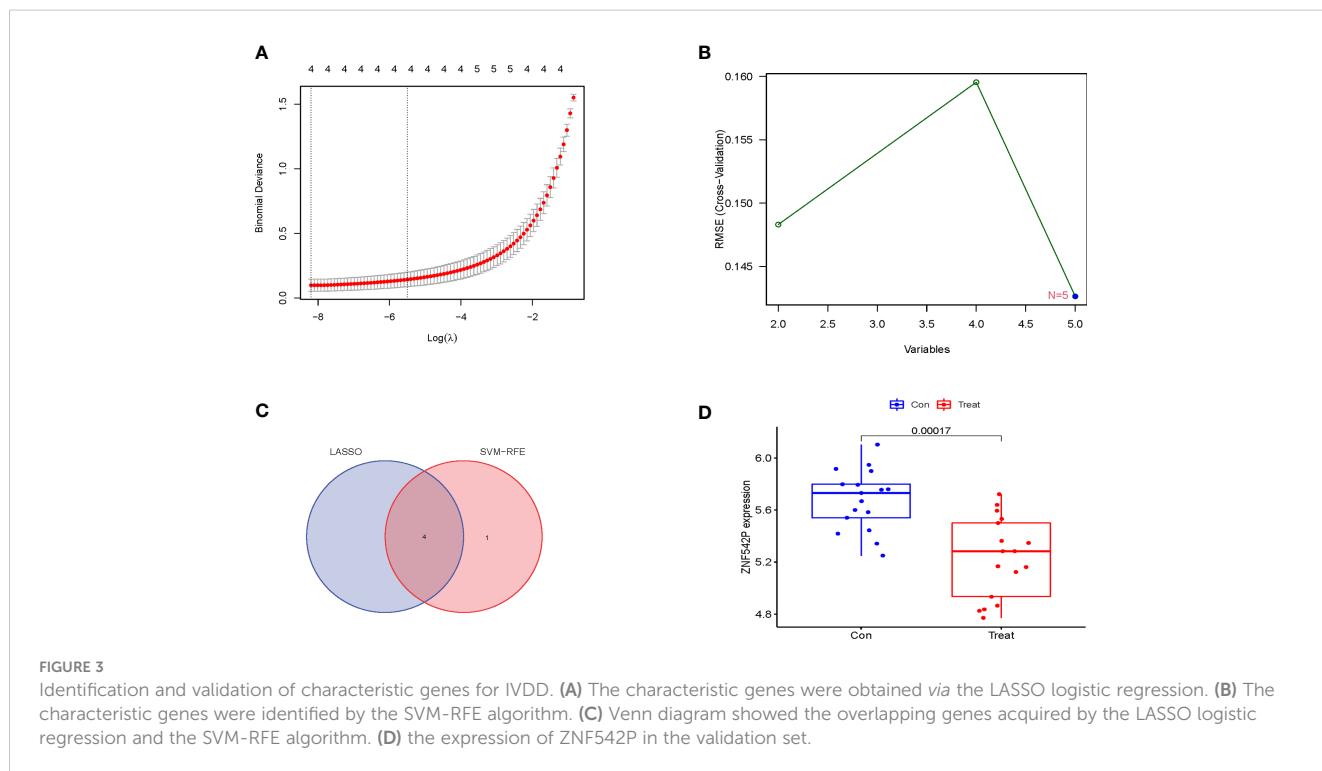 A
4 4 4 4 4 4 4 4 4 4 5 5 5 4 4 4
1.5
1.0
0.5
0.0
Binomial Deviance
−8 −6 −4 −2
Log(λ)
B
0.160
0.155
0.150
0.145
RMSE (Cross−Validation)
N=5
2.0 2.5 3.0 3.5 4.0 4.5 5.0
Variables
C
LASSO SVM−RFE
4 1
D
Con Treat
0.00017
6.0
5.6
5.2
4.8
ZNF542P expression
Con Treat
FIGURE 3
Identification and validation of characteristic genes for IVDD. (A) The characteristic genes were obtained via the LASSO logistic regression. (B) The
characteristic genes were identified by the SVM-RFE algorithm. (C) Venn diagram showed the overlapping genes acquired by the LASSO logistic
regression and the SVM-RFE algorithm. (D) the expression of ZNF542P in the validation set.